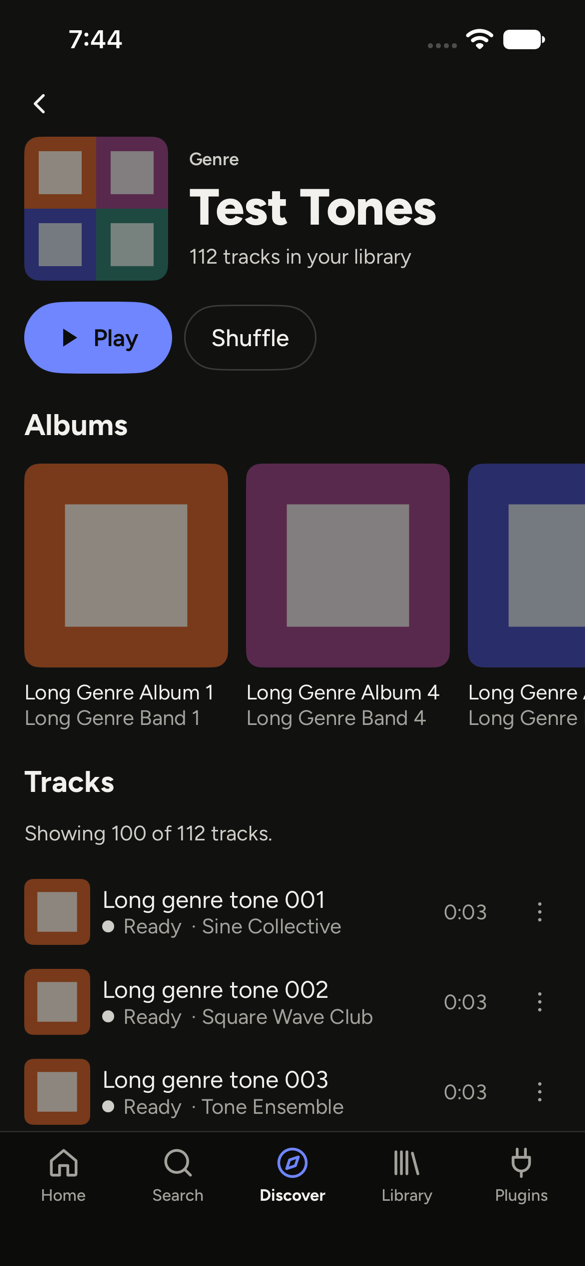 7:44
Genre
Test Tones
112 tracks in your library
Play
Shuffle
Albums
Long Genre Album 1
Long Genre Band 1
Long Genre Album 4
Long Genre Band 4
Long Genre
Long Genre
Tracks
Showing 100 of 112 tracks.
Long genre tone 001
Ready · Sine Collective
0:03
Long genre tone 002
Ready · Square Wave Club
0:03
Long genre tone 003
Ready · Tone Ensemble
0:03
Home
Search
Discover
Library
Plugins